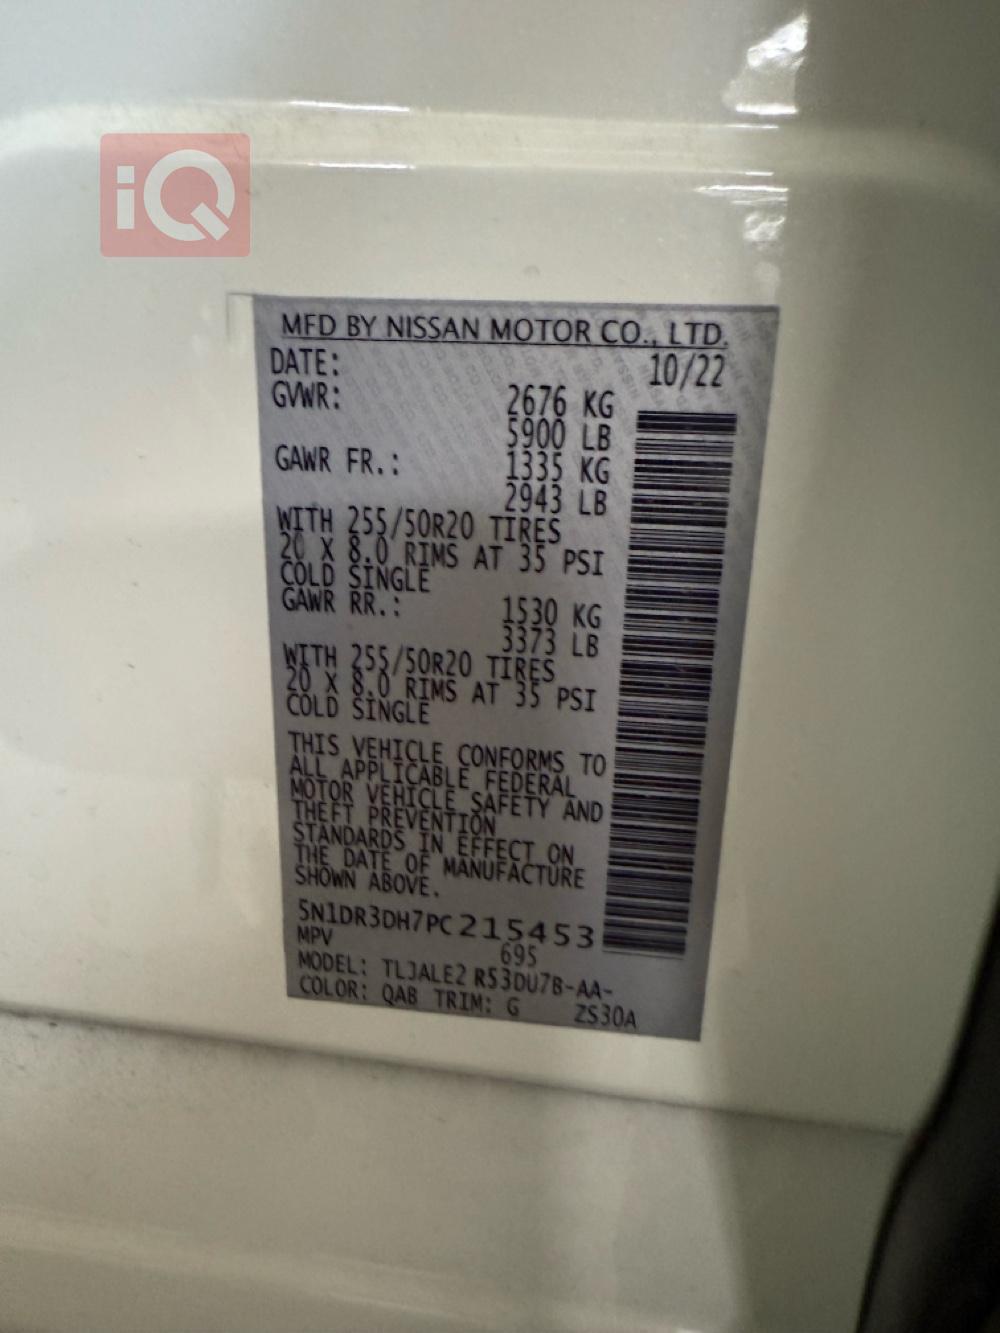 iQ
MFD BY NISSAN MOTOR CO., LTD.
DATE: 10/22
GVWR: 2676 KG
5900 LB
GAWR FR.: 1335 KG
2943 LB
WITH 255/50R20 TIRES
20 X 8.0 RIMS AT 35 PSI
COLD SINGLE
GAWR RR.: 1530 KG
3373 LB
WITH 255/50R20 TIRES
20 X 8.0 RIMS AT 35 PSI
COLD SINGLE
THIS VEHICLE CONFORMS TO
ALL APPLICABLE FEDERAL
MOTOR VEHICLE SAFETY AND
THEFT PREVENTION
STANDARDS IN EFFECT ON
THE DATE OF MANUFACTURE
SHOWN ABOVE.
5N1DR3DH7PC215453
MPV 695
MODEL: TLJALE2 R53DU7B-AA-
COLOR: QAB TRIM: G ZS30A